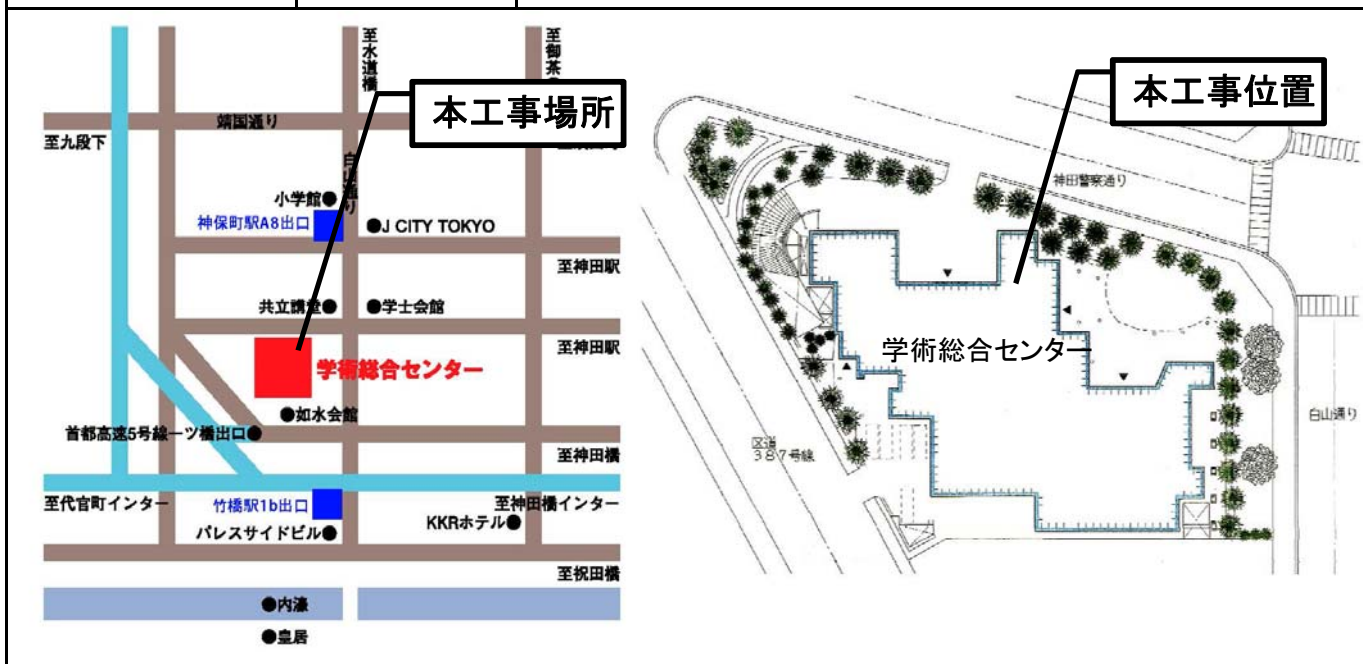 至水道橋
至御茶
本工事場所
靖国通り
至九段下
白山通り
小学館●
神保町駅A8出口
●J CITY TOKYO
至神田駅
共立講堂●
●学士会館
至神田駅
学術総合センター
●如水会館
首都高速5号線一ツ橋出口●
至神田橋
至代官町インター
竹橋駅1b出口
至神田橋インター
KKRホテル●
パレスサイドビル●
至祝田橋
●内濠
●皇居
本工事位置
神田警察通り
学術総合センター
区道
387号線
白山通り